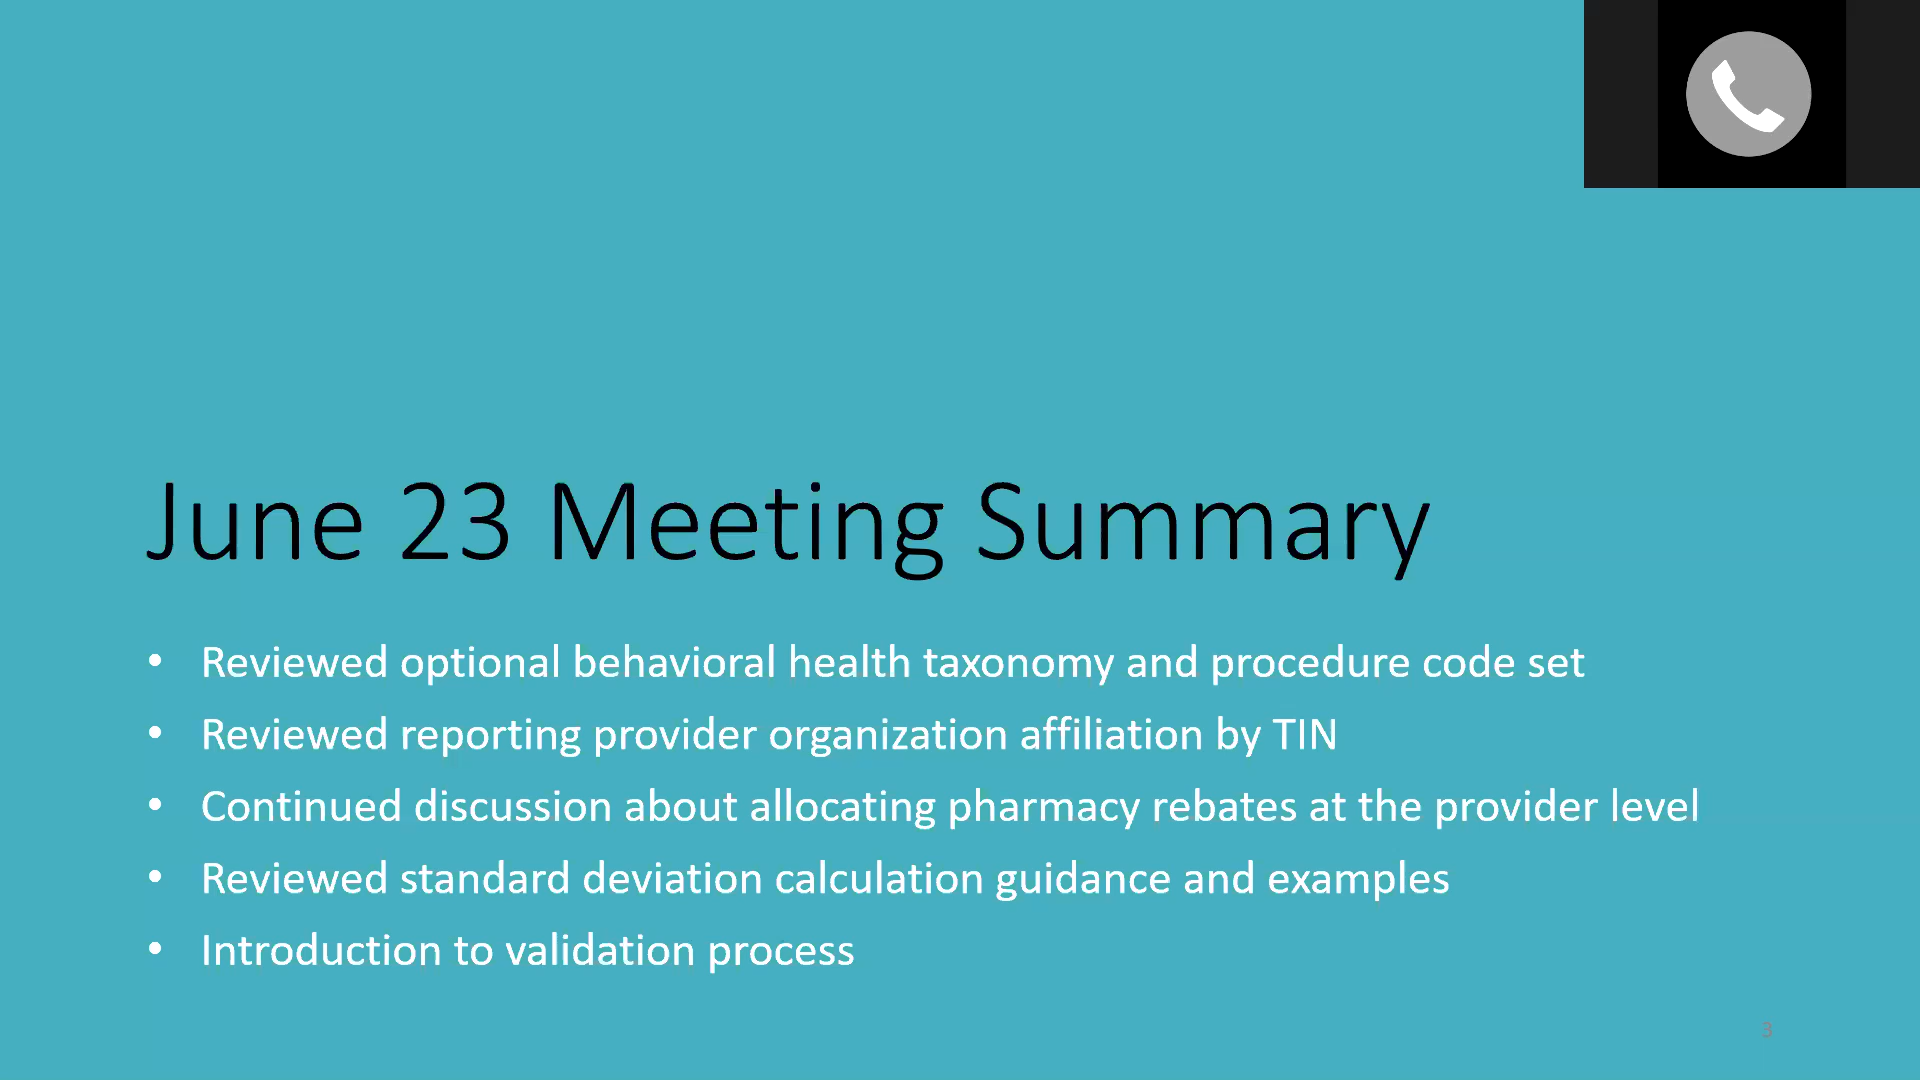 June 23 Meeting Summary
• Reviewed optional behavioral health taxonomy and procedure code set
• Reviewed reporting provider organization affiliation by TIN
• Continued discussion about allocating pharmacy rebates at the provider level
• Reviewed standard deviation calculation guidance and examples
• Introduction to validation process
3